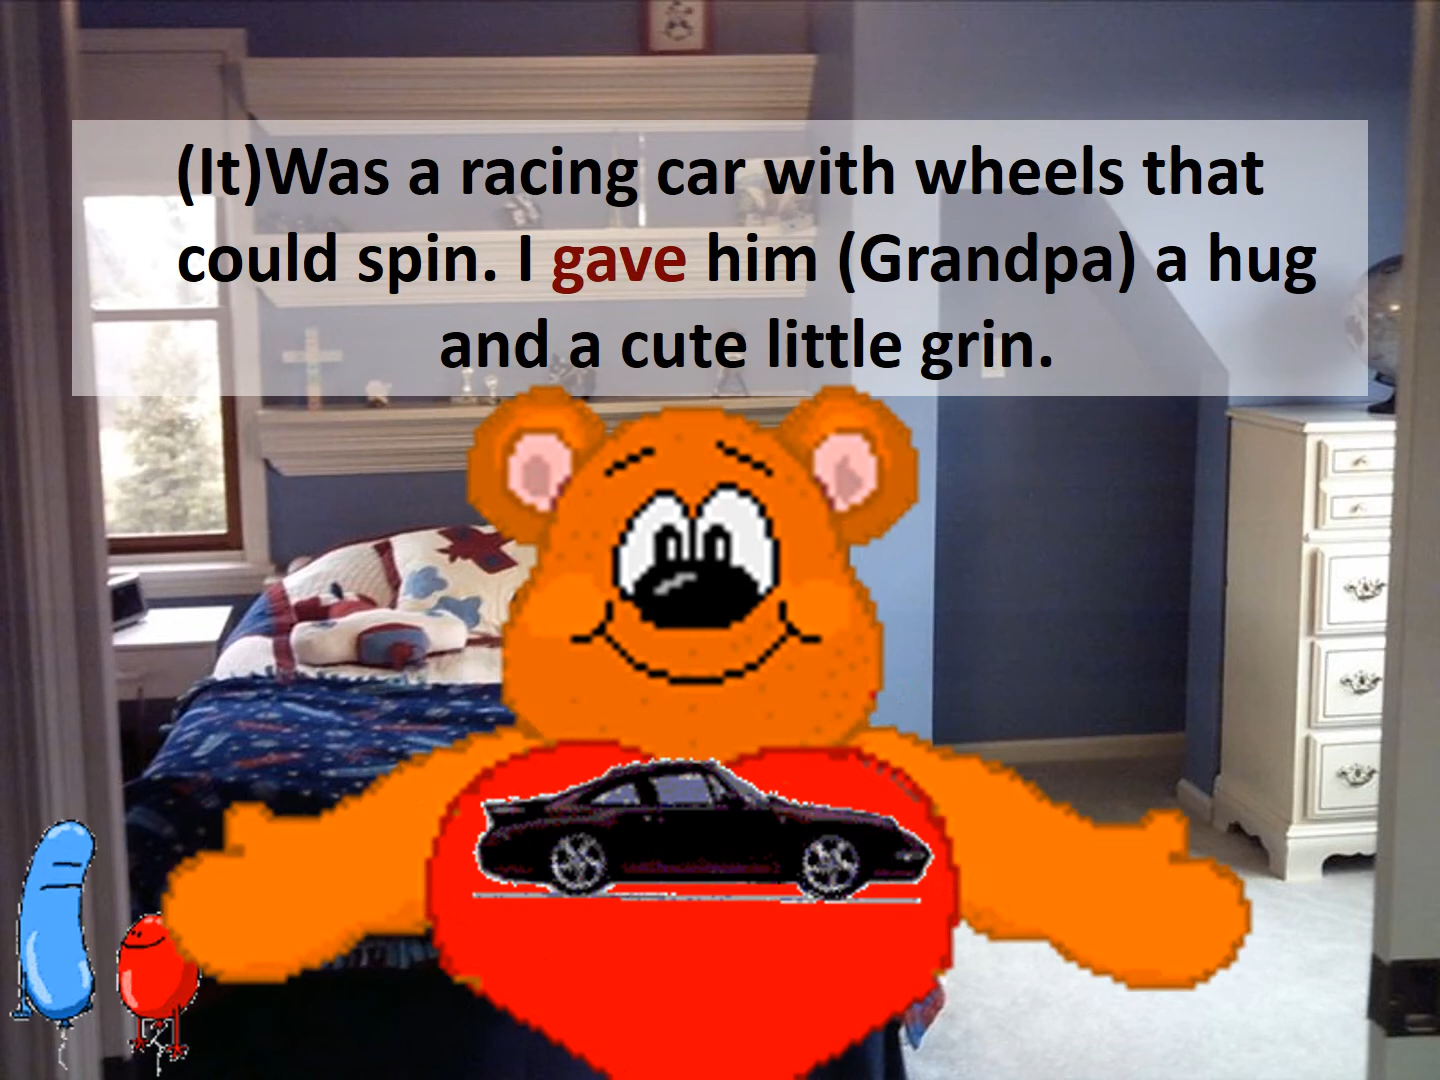 (It)Was a racing car with wheels that
could spin. I gave him (Grandpa) a hug
and a cute little grin.